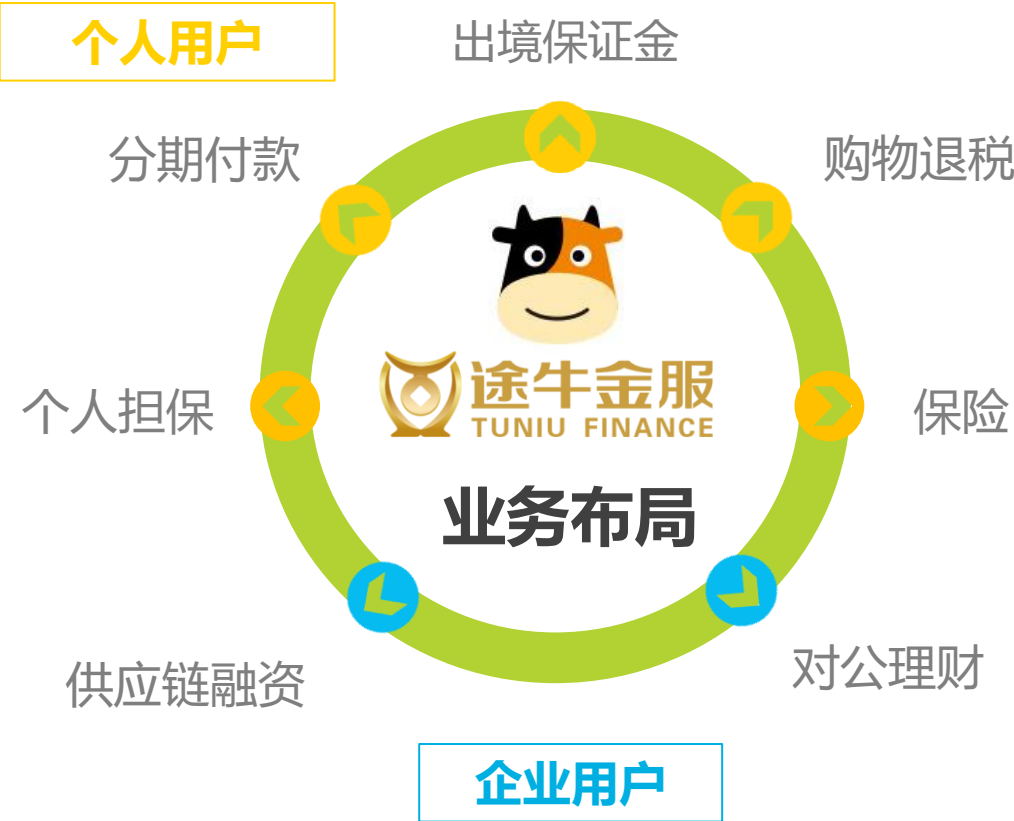 个人用户
出境保证金
分期付款
购物退税
途牛金服
TUNIU FINANCE
个人担保
保险
业务布局
供应链融资
对公理财
企业用户